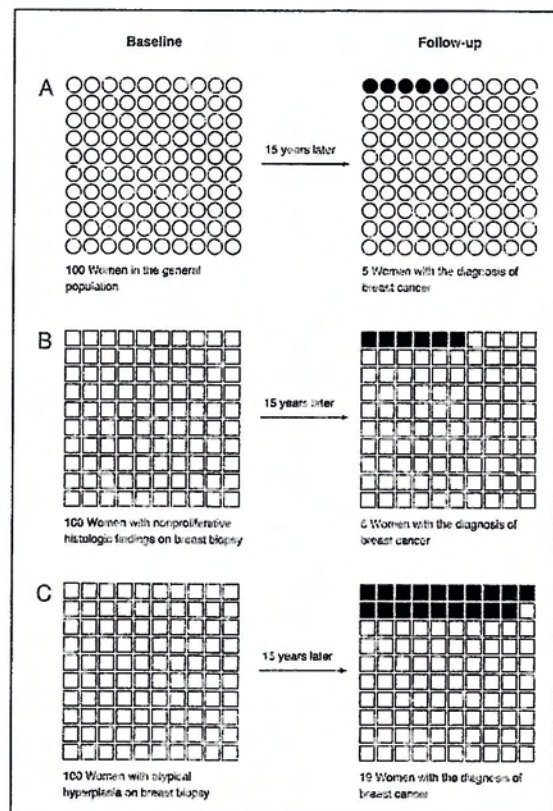 Baseline
Follow-up
A
15 years later
100 Women in the general
population
5 Women with the diagnosis of
breast cancer
B
15 years later
100 Women with nonproliferative
histologic findings on breast biopsy
6 Women with the diagnosis of
breast cancer
C
15 years later
100 Women with atypical
hyperplasia on breast biopsy
19 Women with the diagnosis of
breast cancer